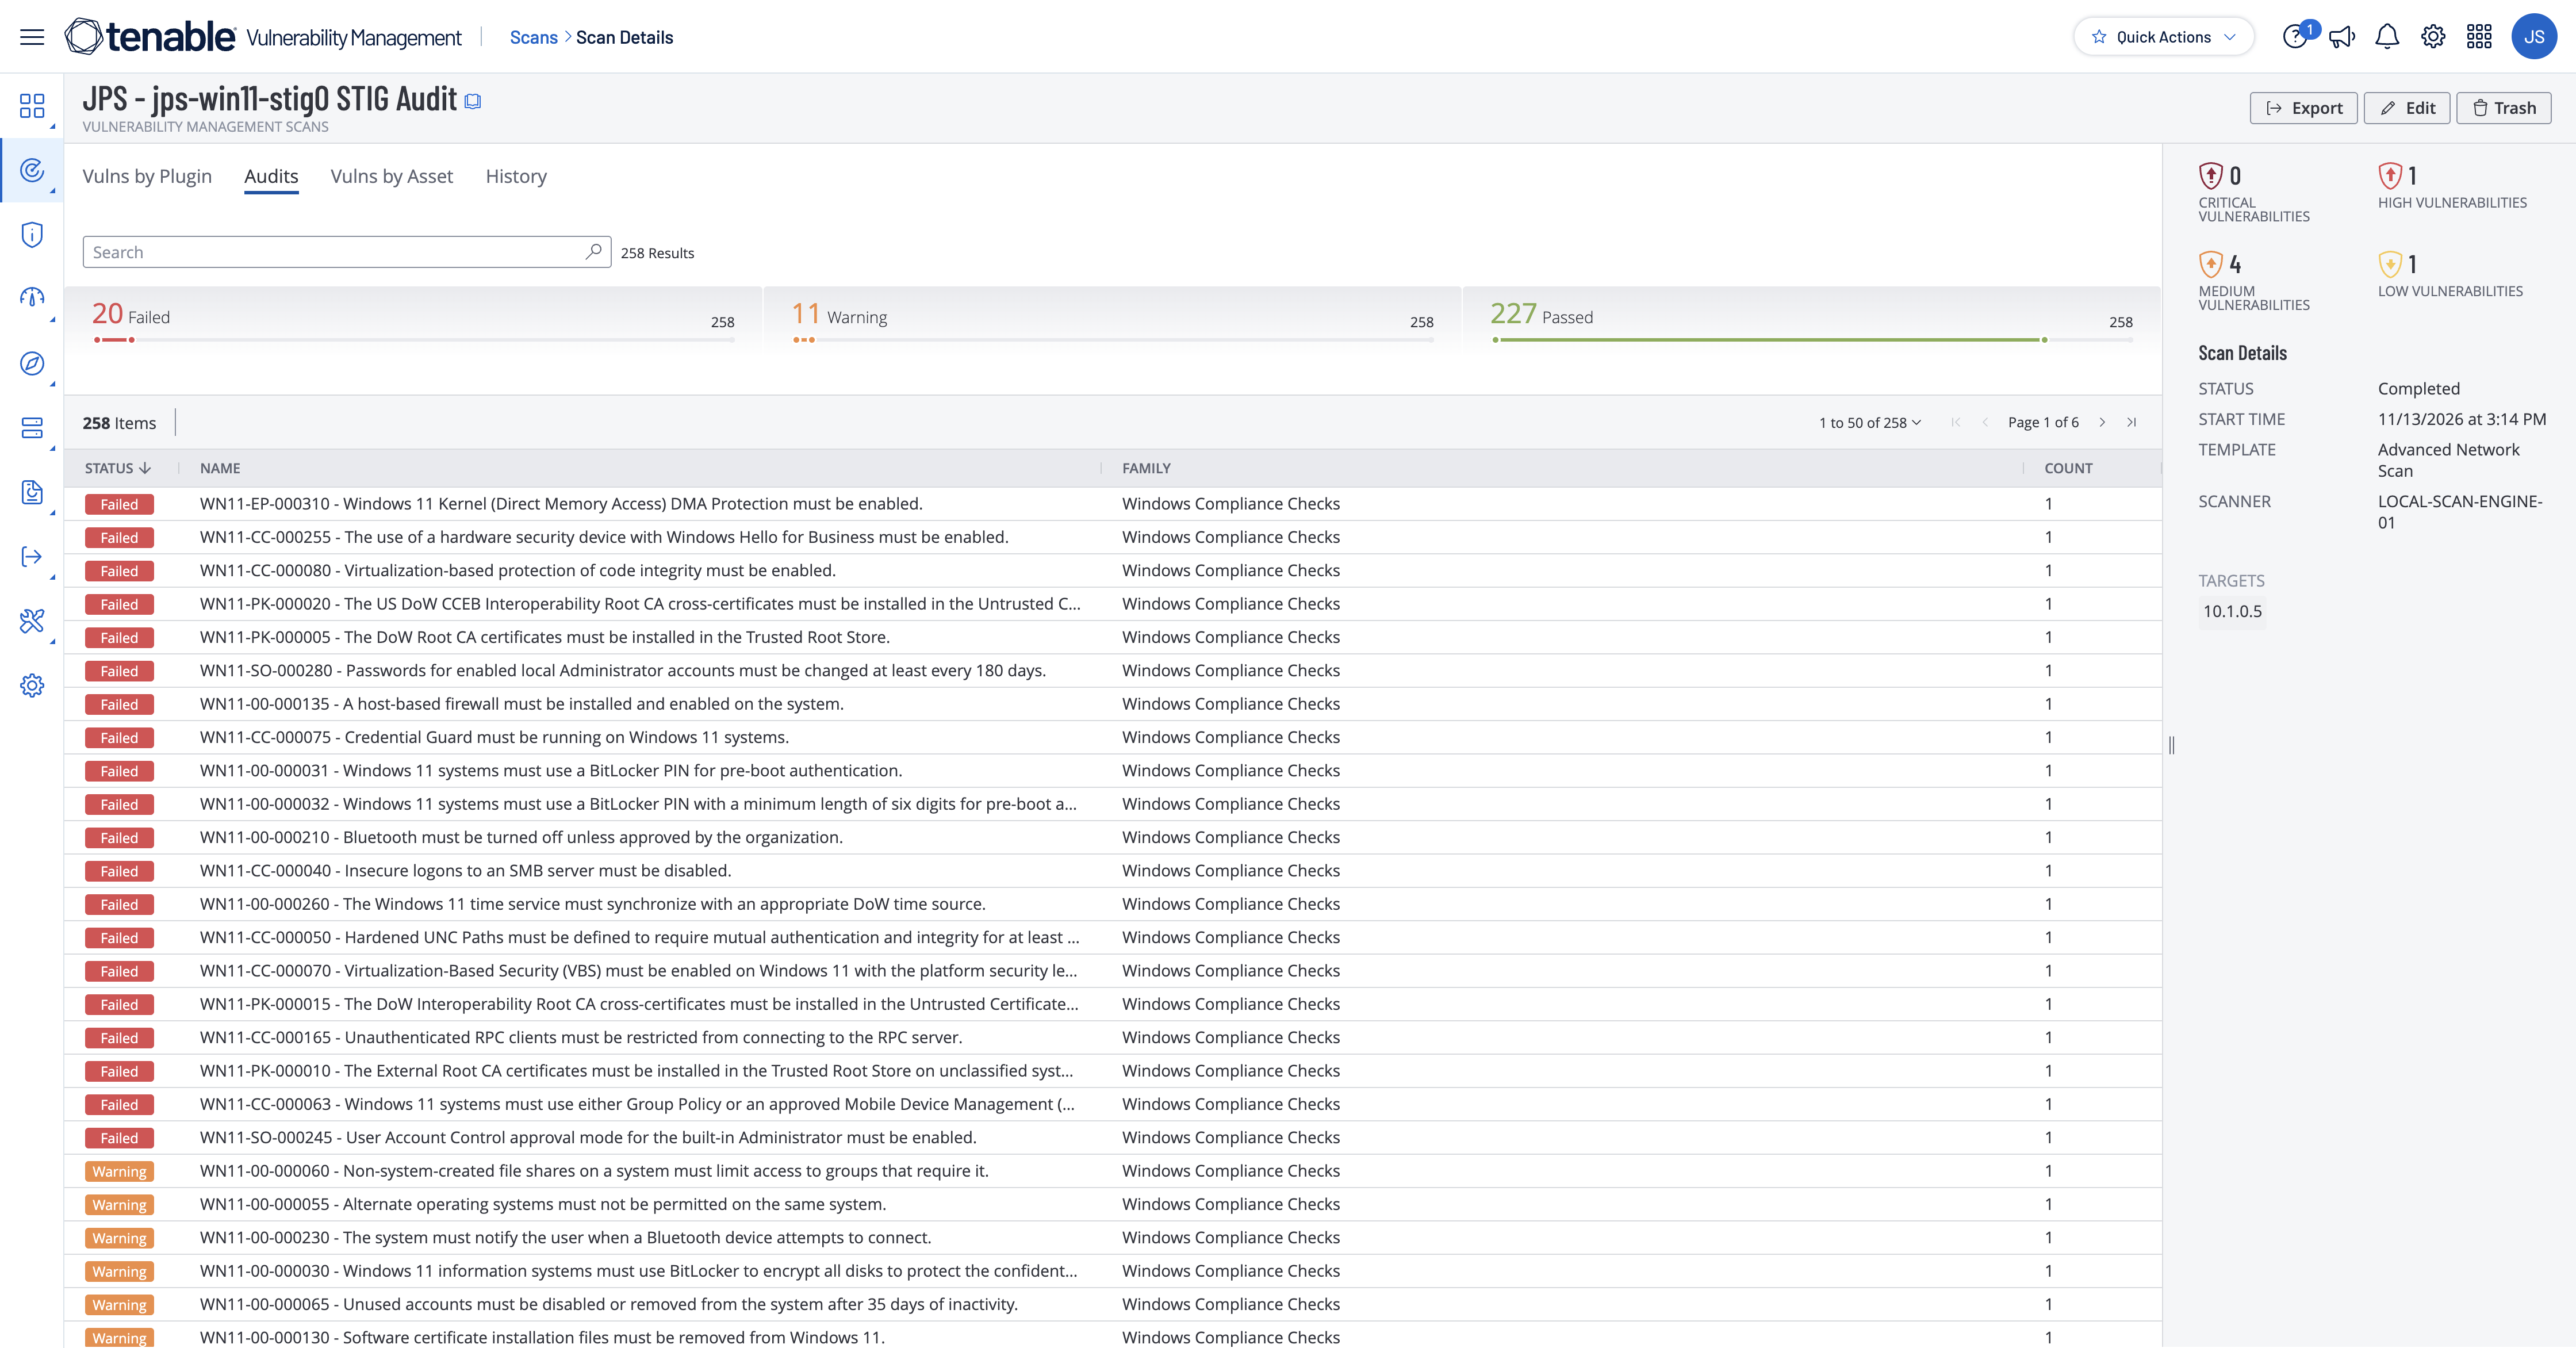 tenable Vulnerability Management
Scans > Scan Details
Quick Actions
1
JS
JPS - jps-win11-stig0 STIG Audit
VULNERABILITY MANAGEMENT SCANS
Export
Edit
Trash
Vulns by Plugin
Audits
Vulns by Asset
History
Search
258 Results
20 Failed
258
11 Warning
258
227 Passed
258
258 Items
1 to 50 of 258
Page 1 of 6
STATUS NAME FAMILY COUNT
Failed WN11-EP-000310 - Windows 11 Kernel (Direct Memory Access) DMA Protection must be enabled. Windows Compliance Checks 1
Failed WN11-CC-000255 - The use of a hardware security device with Windows Hello for Business must be enabled. Windows Compliance Checks 1
Failed WN11-CC-000080 - Virtualization-based protection of code integrity must be enabled. Windows Compliance Checks 1
Failed WN11-PK-000020 - The US DoW CCEB Interoperability Root CA cross-certificates must be installed in the Untrusted C... Windows Compliance Checks 1
Failed WN11-PK-000005 - The DoW Root CA certificates must be installed in the Trusted Root Store. Windows Compliance Checks 1
Failed WN11-SO-000280 - Passwords for enabled local Administrator accounts must be changed at least every 180 days. Windows Compliance Checks 1
Failed WN11-00-000135 - A host-based firewall must be installed and enabled on the system. Windows Compliance Checks 1
Failed WN11-CC-000075 - Credential Guard must be running on Windows 11 systems. Windows Compliance Checks 1
Failed WN11-00-000031 - Windows 11 systems must use a BitLocker PIN for pre-boot authentication. Windows Compliance Checks 1
Failed WN11-00-000032 - Windows 11 systems must use a BitLocker PIN with a minimum length of six digits for pre-boot a... Windows Compliance Checks 1
Failed WN11-00-000210 - Bluetooth must be turned off unless approved by the organization. Windows Compliance Checks 1
Failed WN11-CC-000040 - Insecure logons to an SMB server must be disabled. Windows Compliance Checks 1
Failed WN11-00-000260 - The Windows 11 time service must synchronize with an appropriate DoW time source. Windows Compliance Checks 1
Failed WN11-CC-000050 - Hardened UNC Paths must be defined to require mutual authentication and integrity for at least ... Windows Compliance Checks 1
Failed WN11-CC-000070 - Virtualization-Based Security (VBS) must be enabled on Windows 11 with the platform security le... Windows Compliance Checks 1
Failed WN11-PK-000015 - The DoW Interoperability Root CA cross-certificates must be installed in the Untrusted Certificate... Windows Compliance Checks 1
Failed WN11-CC-000165 - Unauthenticated RPC clients must be restricted from connecting to the RPC server. Windows Compliance Checks 1
Failed WN11-PK-000010 - The External Root CA certificates must be installed in the Trusted Root Store on unclassified syst... Windows Compliance Checks 1
Failed WN11-CC-000063 - Windows 11 systems must use either Group Policy or an approved Mobile Device Management (... Windows Compliance Checks 1
Failed WN11-SO-000245 - User Account Control approval mode for the built-in Administrator must be enabled. Windows Compliance Checks 1
Warning WN11-00-000060 - Non-system-created file shares on a system must limit access to groups that require it. Windows Compliance Checks 1
Warning WN11-00-000055 - Alternate operating systems must not be permitted on the same system. Windows Compliance Checks 1
Warning WN11-00-000230 - The system must notify the user when a Bluetooth device attempts to connect. Windows Compliance Checks 1
Warning WN11-00-000030 - Windows 11 information systems must use BitLocker to encrypt all disks to protect the confident... Windows Compliance Checks 1
Warning WN11-00-000065 - Unused accounts must be disabled or removed from the system after 35 days of inactivity. Windows Compliance Checks 1
Warning WN11-00-000130 - Software certificate installation files must be removed from Windows 11. Windows Compliance Checks 1
0
CRITICAL
VULNERABILITIES
1
HIGH VULNERABILITIES
4
MEDIUM
VULNERABILITIES
1
LOW VULNERABILITIES
Scan Details
STATUS Completed
START TIME 11/13/2026 at 3:14 PM
TEMPLATE Advanced Network
Scan
SCANNER LOCAL-SCAN-ENGINE-
01
TARGETS
10.1.0.5